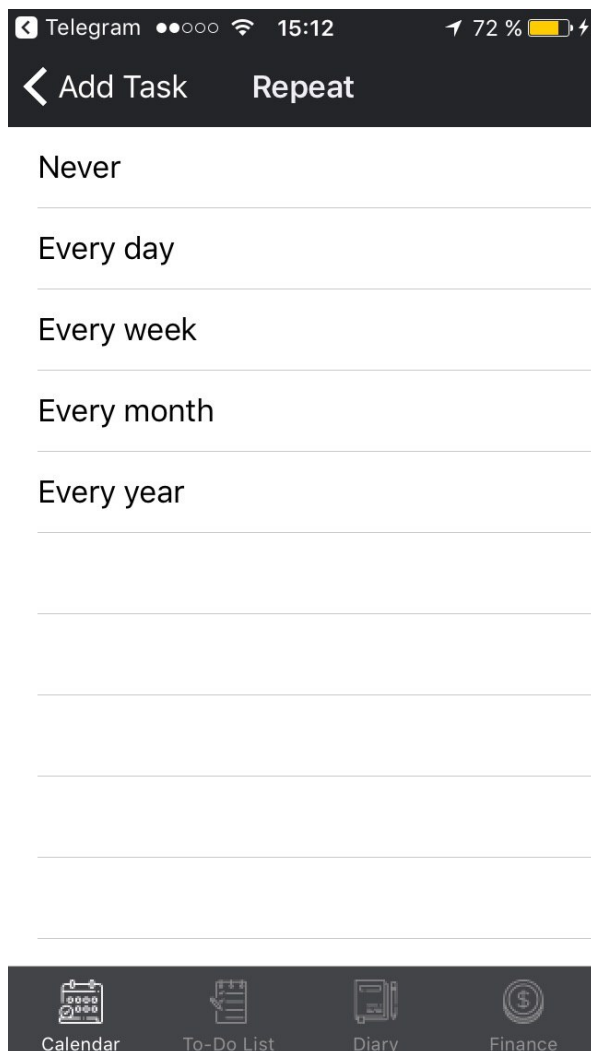 Telegram 15:12 72 %
Add Task Repeat
Never
Every day
Every week
Every month
Every year
Calendar To-Do List Diary Finance